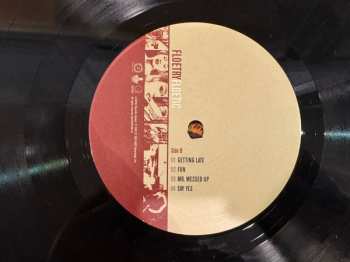 FLOETRY FLOETIC
Side B
01 GETTING LATE
02 FUN
03 MR. MESSED UP
04 SAY YES